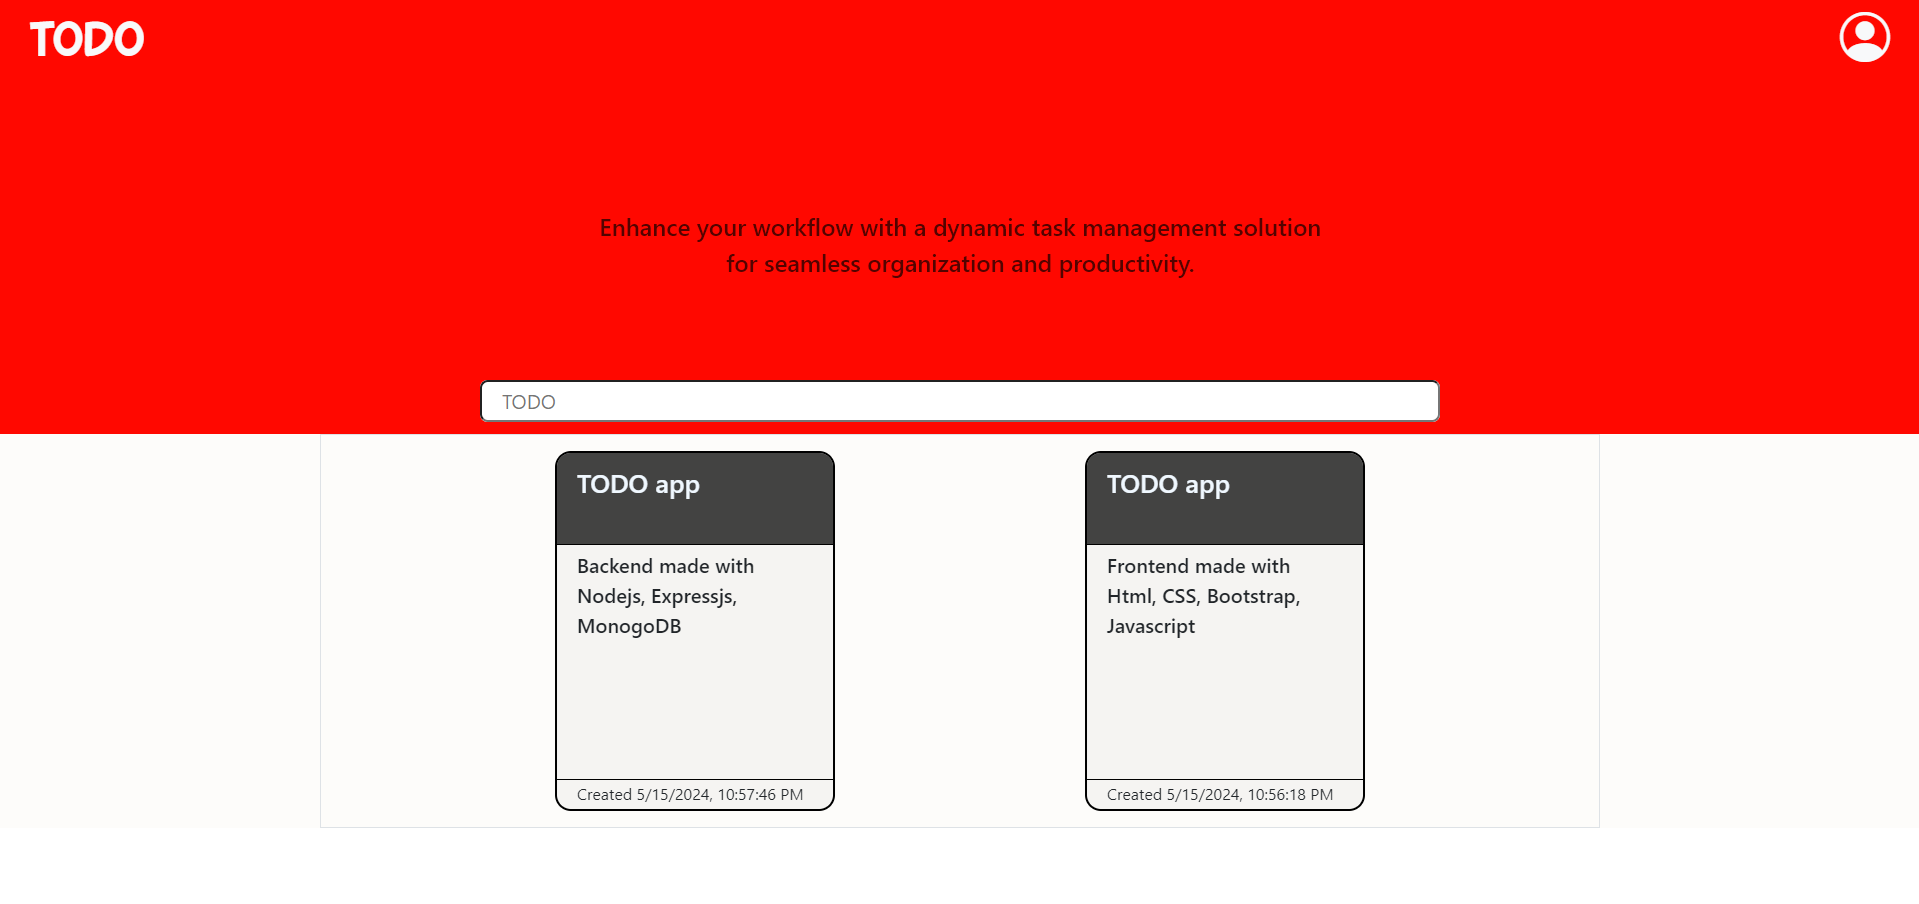 TODO
Enhance your workflow with a dynamic task management solution
for seamless organization and productivity.
TODO
TODO app
Backend made with
Nodejs, Expressjs,
MonogoDB
Created 5/15/2024, 10:57:46 PM
TODO app
Frontend made with
Html, CSS, Bootstrap,
Javascript
Created 5/15/2024, 10:56:18 PM